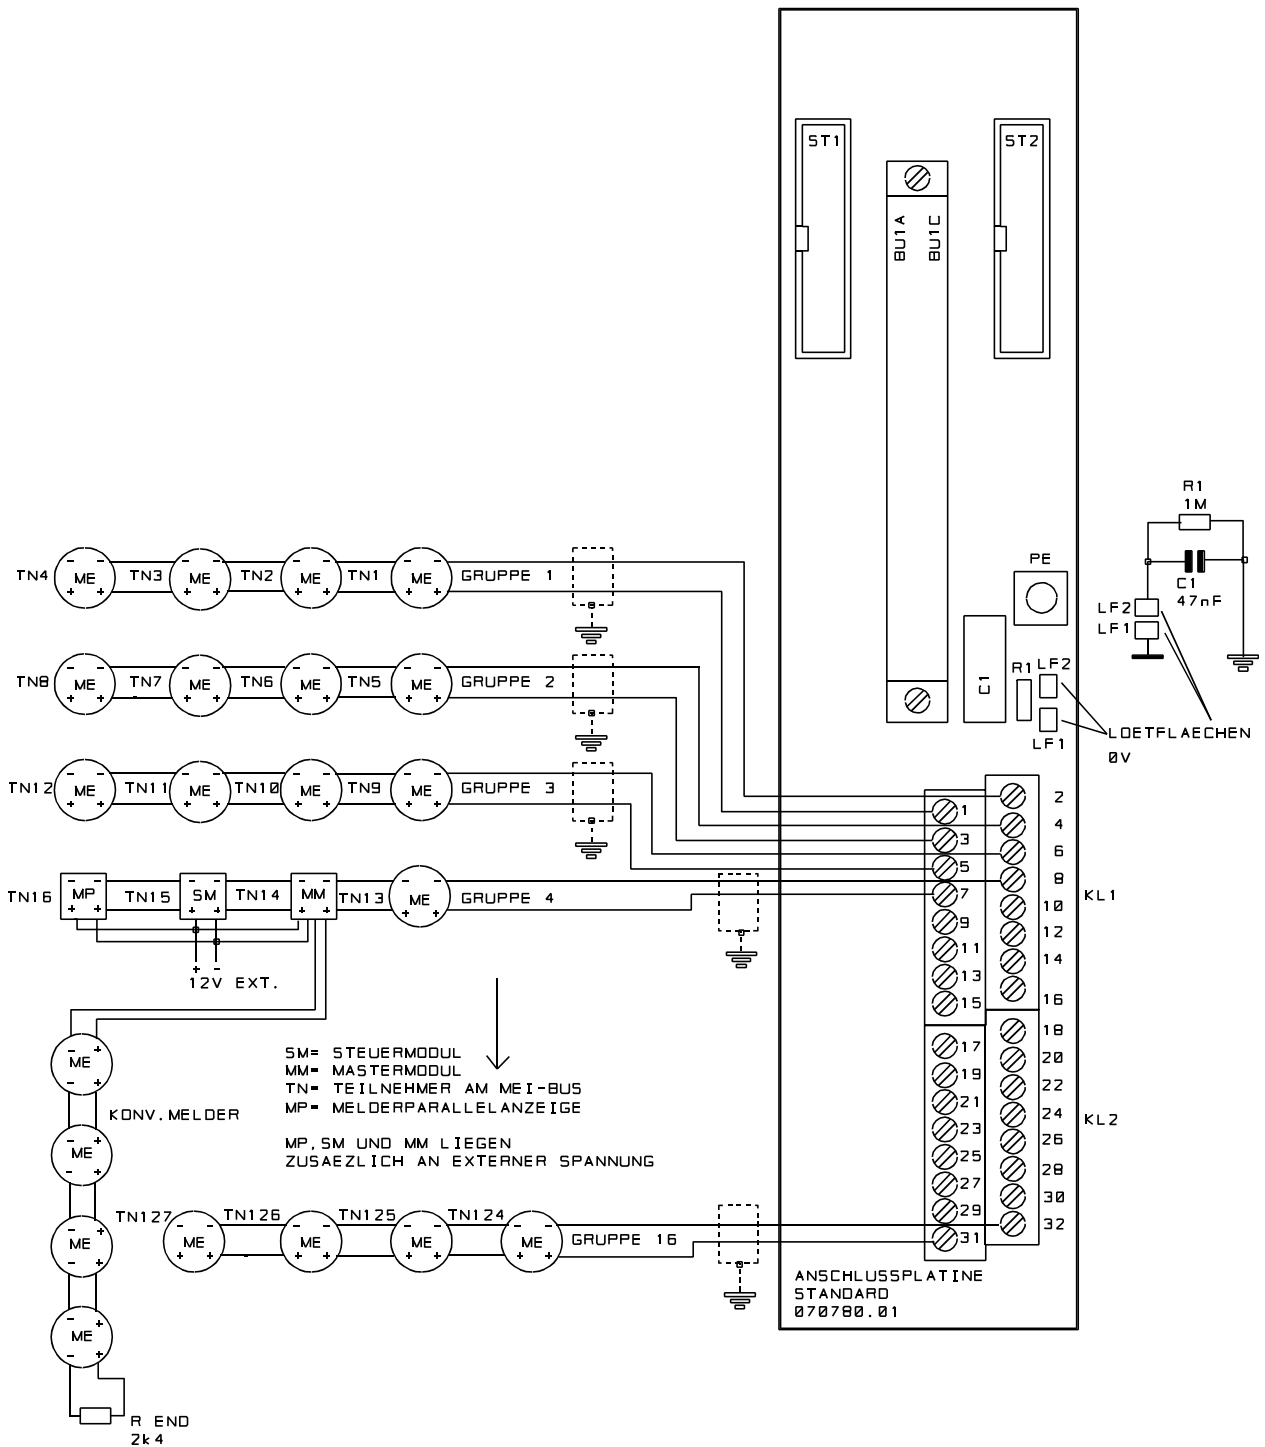 ST1
ST2
BU1A
BU1C
R1
1M
PE
C1
47nF
LF2
LF1
TN4 ME TN3 ME TN2 ME TN1 ME GRUPPE 1
TN8 ME TN7 ME TN6 ME TN5 ME GRUPPE 2
R1 LF2
C1
LF1
LOETFLAECHEN
0V
TN12 ME TN11 ME TN10 ME TN9 ME GRUPPE 3
TN16 MP TN15 SM TN14 MM TN13 ME GRUPPE 4
+ -
12V EXT.
1
3
5
7
9
11
13
15
2
4
6
8
10
12
14
16
KL1
17
19
21
23
25
27
29
31
18
20
22
24
26
28
30
32
KL2
SM= STEUERMODUL
MM= MASTERMODUL
TN= TEILNEHMER AM MEI-BUS
MP= MELDERPARALLELANZEIGE
MP,SM UND MM LIEGEN
ZUSAEZLICH AN EXTERNER SPANNUNG
ME
KONV.MELDER
ME
ME
ME
TN127 ME TN126 ME TN125 ME TN124 ME GRUPPE 16
ANSCHLUSSPLATINE
STANDARD
070780.01
R END
2k4